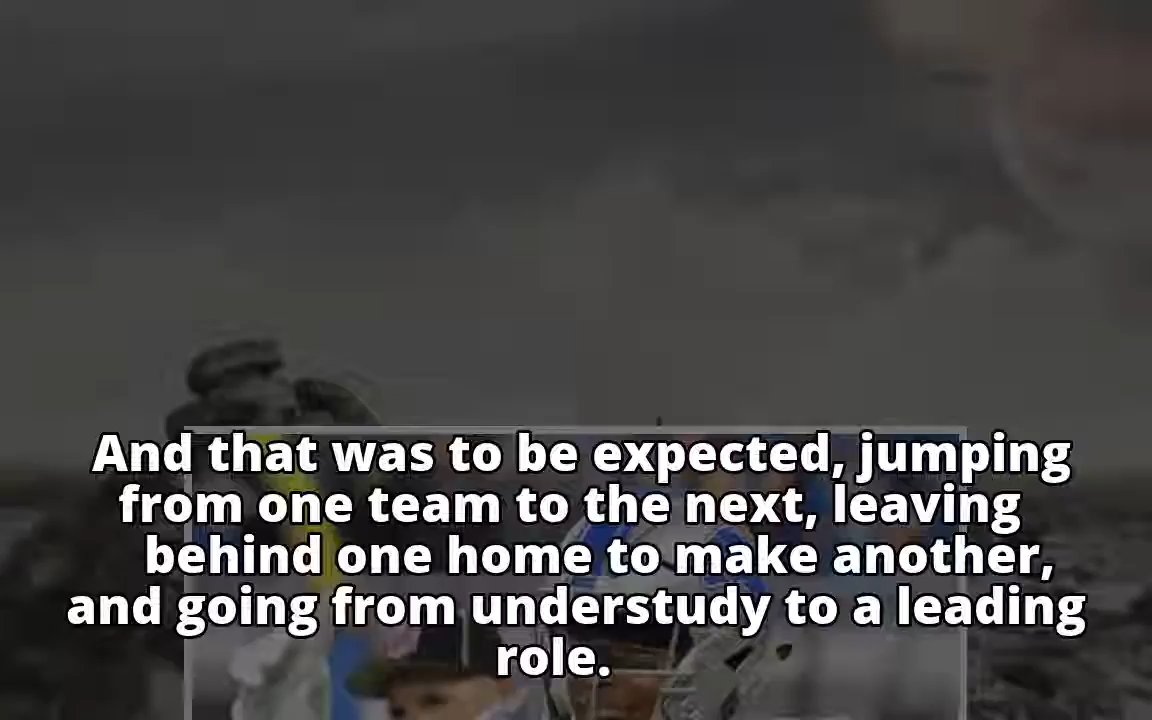 And that was to be expected, jumping
from one team to the next, leaving
behind one home to make another,
and going from understudy to a leading
role.